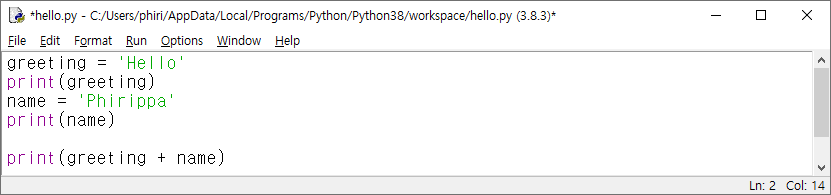 *hello.py - C:/Users/phiri/AppData/Local/Programs/Python/Python38/workspace/hello.py (3.8.3)*
File Edit Format Run Options Window Help
greeting = 'Hello'
print(greeting)
name = 'Phirippa'
print(name)
print(greeting + name)
Ln: 2 Col: 14